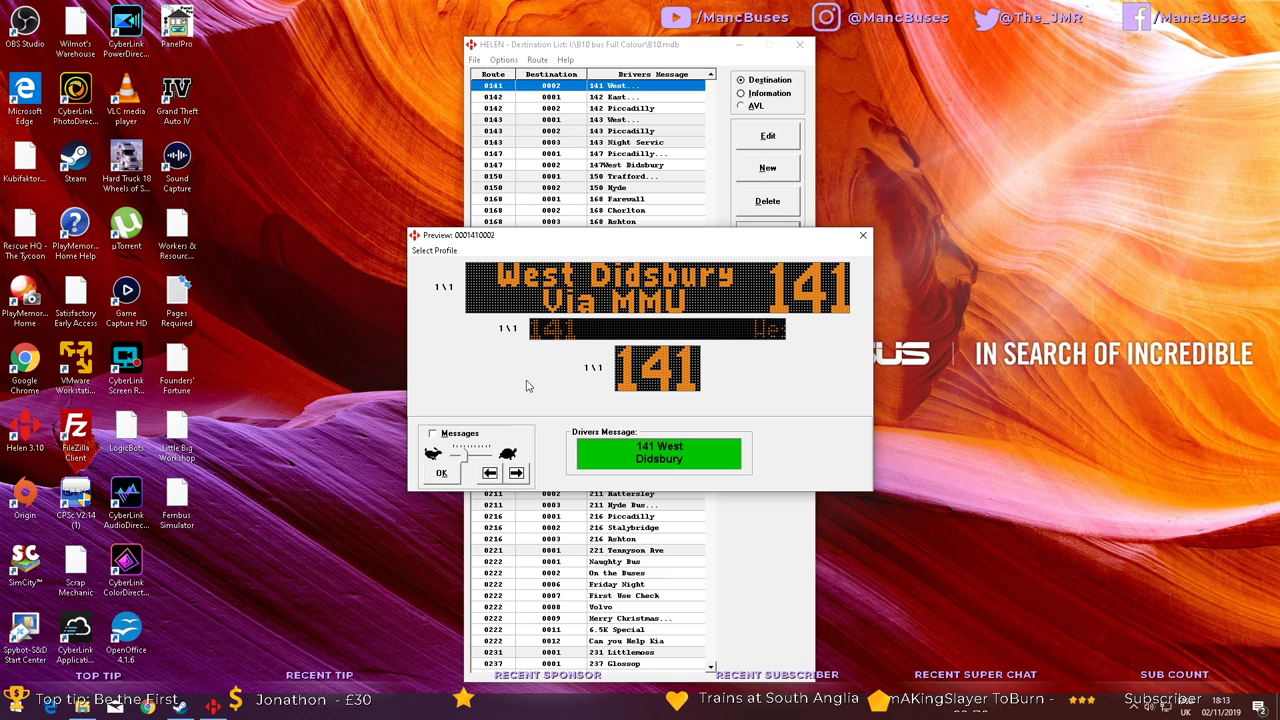 /MancBuses
@MancBuses
@The_JMR
/MancBuses
OBS Studio
Wilmot's Warehouse
CyberLink PowerDirec...
PanelPro
Microsoft Edge
CyberLink PhotoDirec...
VLC media player
Grand Theft Auto IV
Kubifaktor...
Steam
Hard Truck 18 Wheels of S...
Sound Capture
Rescue HQ - The Tycoon
PlayMemor... Home Help
µTorrent
Workers & Resourc...
PlayMemor... Home
Satisfactory Early Access
Game Capture HD
Pages Required
Google Chrome
VMware Workstati...
CyberLink Screen R...
Founders' Fortune
Helen 3.10
FileZilla Client
LogicBots
Little Big Workshop
Origin
CPSc V2.14 (1)
CyberLink AudioDirec...
Fernbus Simulator
SimCity™
Scrap Mechanic
CyberLink ColorDirect...
Spybot-S&D Start Center
CyberLink Applicati...
OpenOffice 4.1.6
HELEN - Destination List: I:\B10 bus Full Colour\B10.mdb
File Options Route Help
Route Destination Drivers Message
0141 0002 141 West...
0142 0001 142 East...
0142 0002 142 Piccadilly
0143 0001 143 West...
0143 0002 143 Piccadilly
0143 0003 143 Night Servic
0147 0001 147 Piccadilly...
0147 0002 147West Didsbury
0150 0001 150 Trafford...
0150 0002 150 Hyde
0168 0001 168 Farewall
0168 0002 168 Chorlton
0168 0003 168 Ashton
Destination
Information
AVL
Edit
New
Delete
Preview: 0001410002
Select Profile
1 \ 1
West Didsbury
Via MMU
141
1 \ 1
141 We
1 \ 1
141
Messages
OK
Drivers Message:
141 West
Didsbury
0211 0002 211 Hattersley
0211 0003 211 Hyde Bus...
0216 0001 216 Piccadilly
0216 0002 216 Stalybridge
0216 0003 216 Ashton
0221 0001 221 Tennyson Ave
0222 0001 Naughty Bus
0222 0002 On the Buses
0222 0006 Friday Night
0222 0007 First Use Check
0222 0008 Volvo
0222 0009 Merry Christmas...
0222 0011 6.5K Special
0222 0012 Can you Help Kia
0231 0001 231 Littlemoss
0237 0001 237 Glossop
IN SEARCH OF INCREDIBLE
TOP TIP
RECENT TIP
RECENT SPONSOR
RECENT SUBSCRIBER
RECENT SUPER CHAT
SUB COUNT
Top tip: Be the First
Jonathon - £30
Trains at South Anglia
mAKingSlayer ToBurn -
Subscriber
UK
18:13
02/11/2019
2